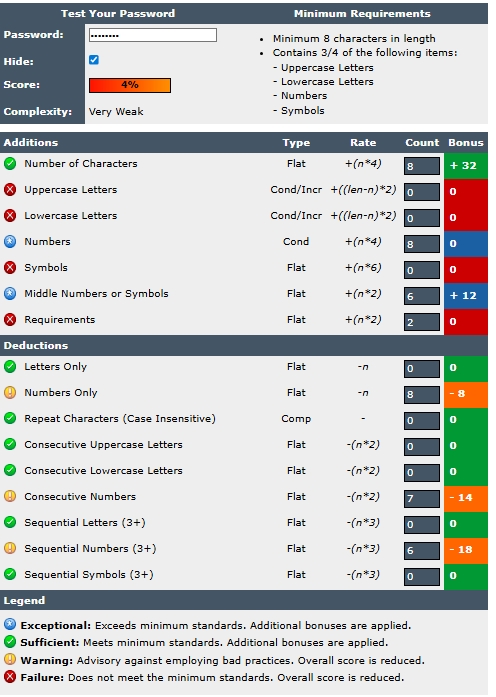 Test Your Password Minimum Requirements
Password: ••••••••
• Minimum 8 characters in length
• Contains 3/4 of the following items:
Hide:
- Uppercase Letters
- Lowercase Letters
Score: 4%
- Numbers
- Symbols
Complexity: Very Weak
Additions Type Rate Count Bonus
Number of Characters Flat +(n*4) 8 + 32
Uppercase Letters Cond/Incr +((len-n)*2) 0 0
Lowercase Letters Cond/Incr +((len-n)*2) 0 0
Numbers Cond +(n*4) 8 0
Symbols Flat +(n*6) 0 0
Middle Numbers or Symbols Flat +(n*2) 6 + 12
Requirements Flat +(n*2) 2 0
Deductions
Letters Only Flat -n 0 0
Numbers Only Flat -n 8 - 8
Repeat Characters (Case Insensitive) Comp - 0 0
Consecutive Uppercase Letters Flat -(n*2) 0 0
Consecutive Lowercase Letters Flat -(n*2) 0 0
Consecutive Numbers Flat -(n*2) 7 - 14
Sequential Letters (3+) Flat -(n*3) 0 0
Sequential Numbers (3+) Flat -(n*3) 6 - 18
Sequential Symbols (3+) Flat -(n*3) 0 0
Legend
Exceptional: Exceeds minimum standards. Additional bonuses are applied.
Sufficient: Meets minimum standards. Additional bonuses are applied.
Warning: Advisory against employing bad practices. Overall score is reduced.
Failure: Does not meet the minimum standards. Overall score is reduced.